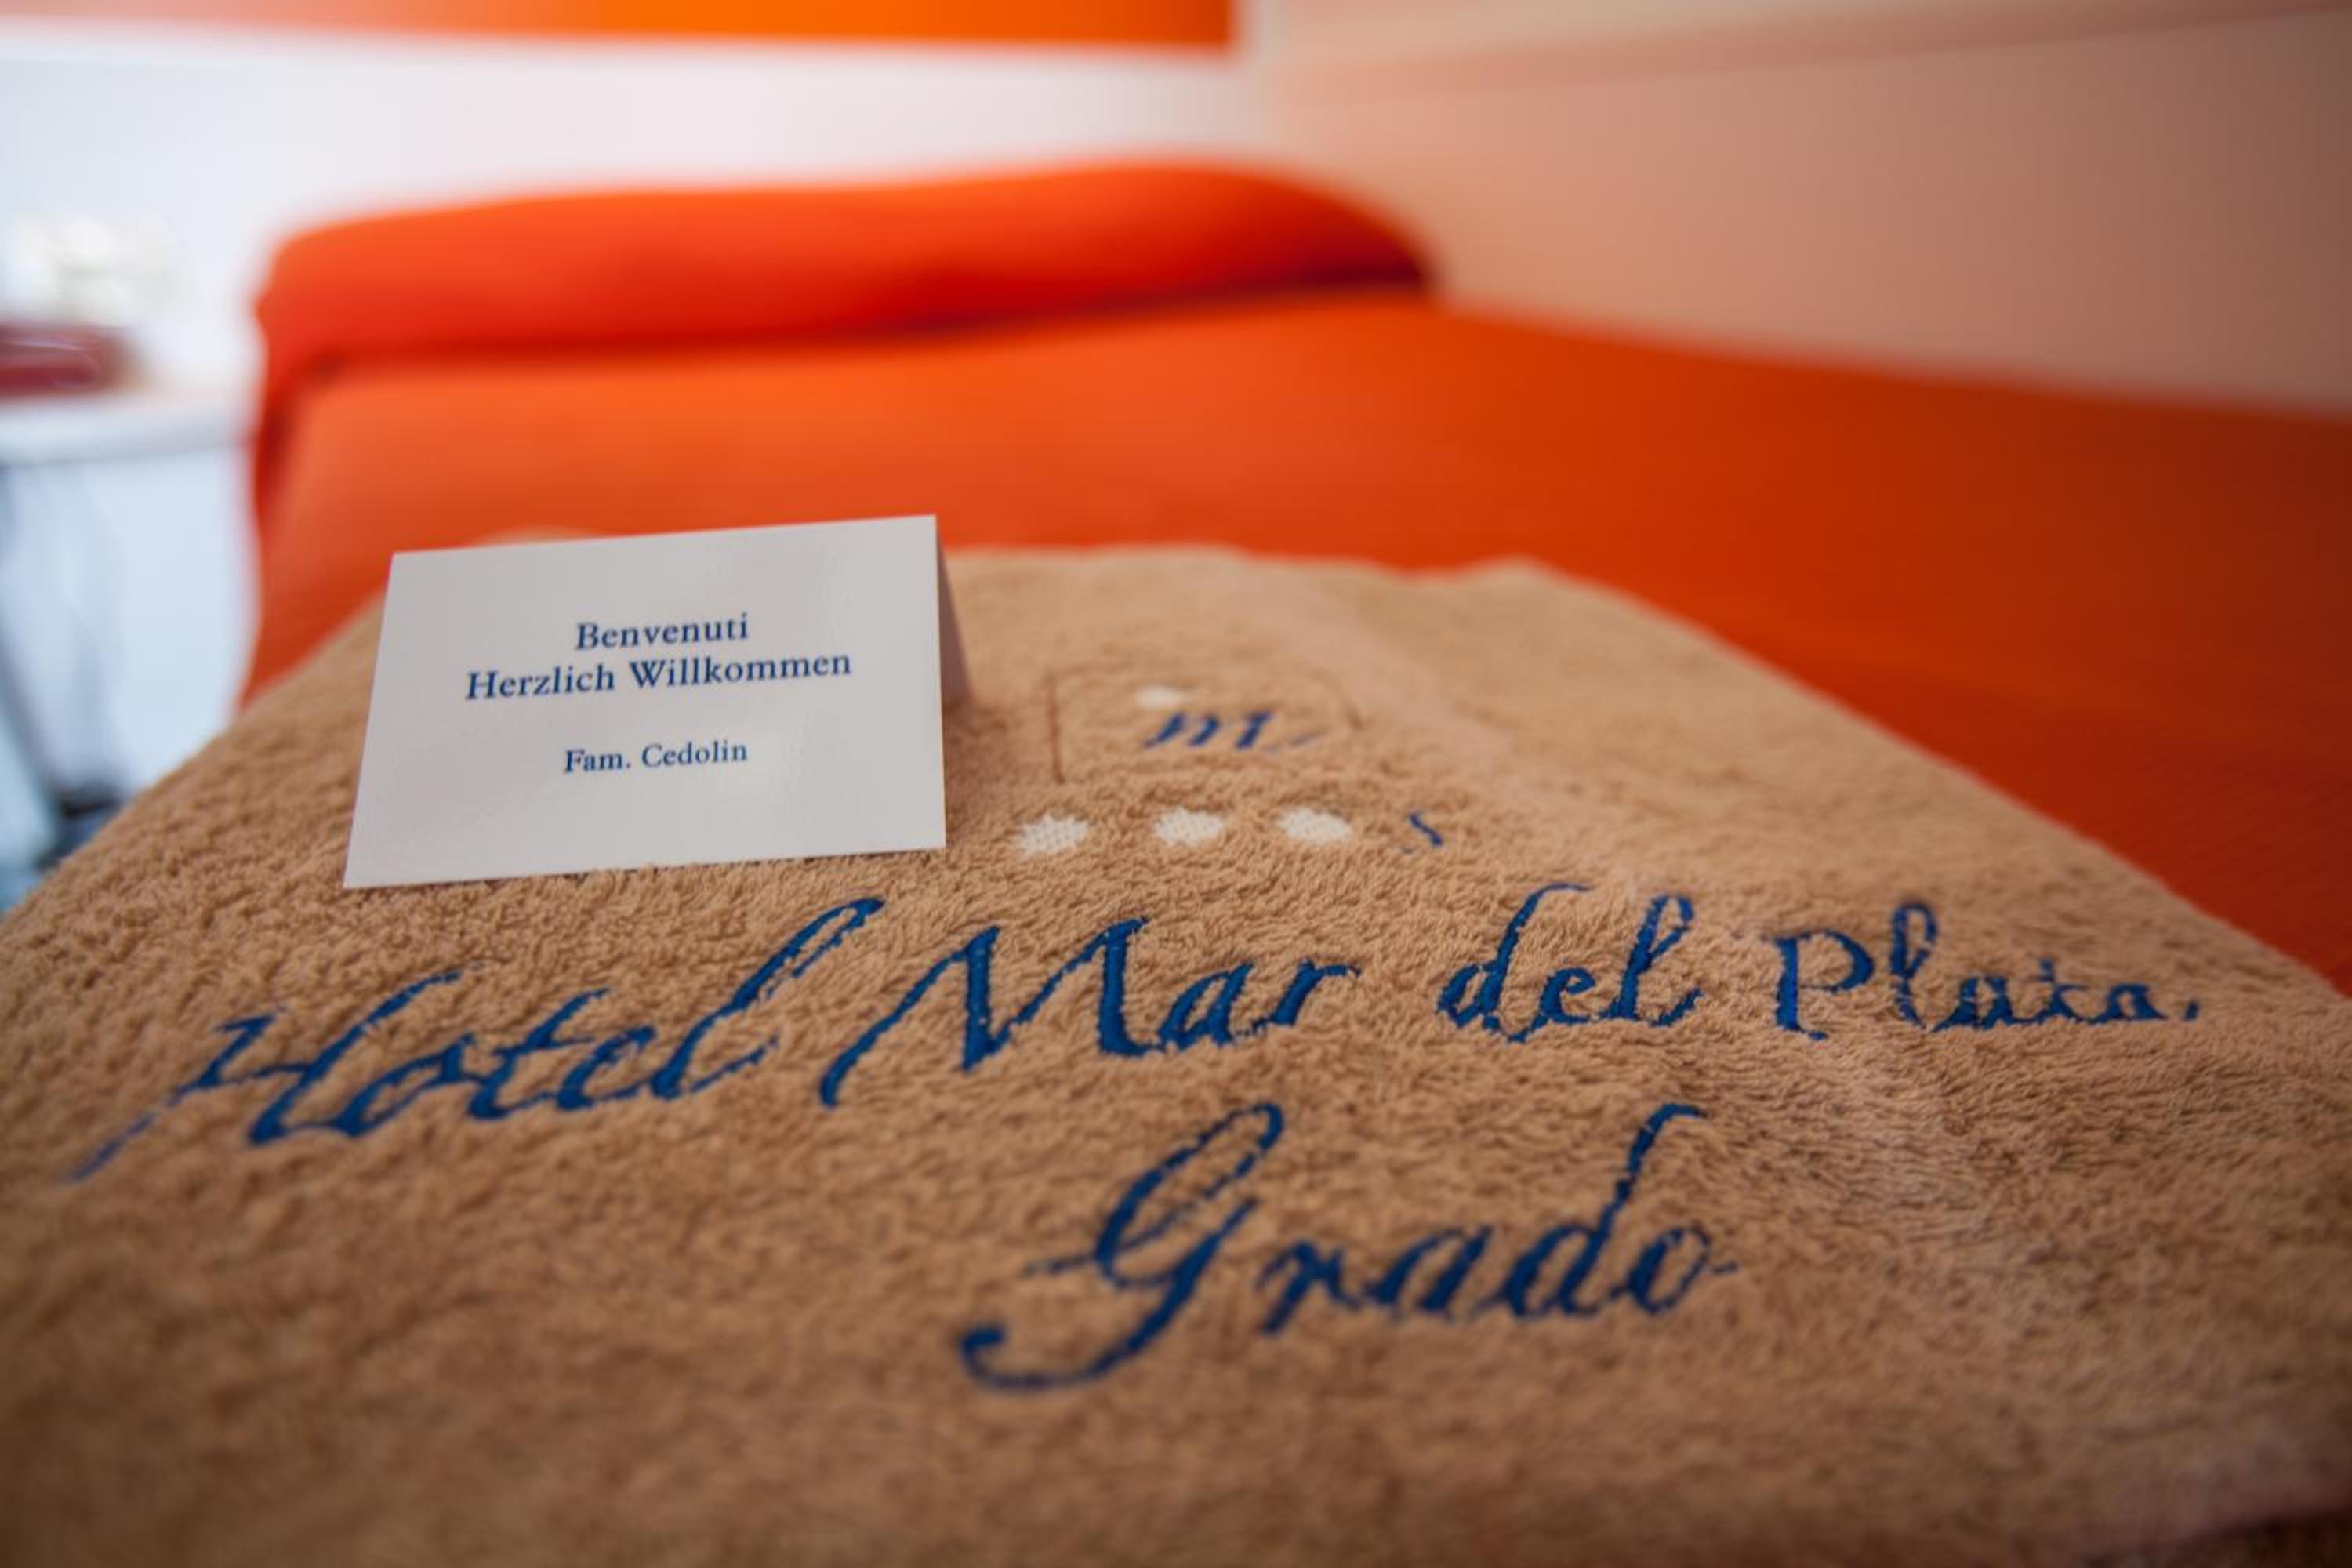 Benvenuti
Herzlich Willkommen
Fam. Cedolin
m
S
Hotel Mar del Plata
Grado